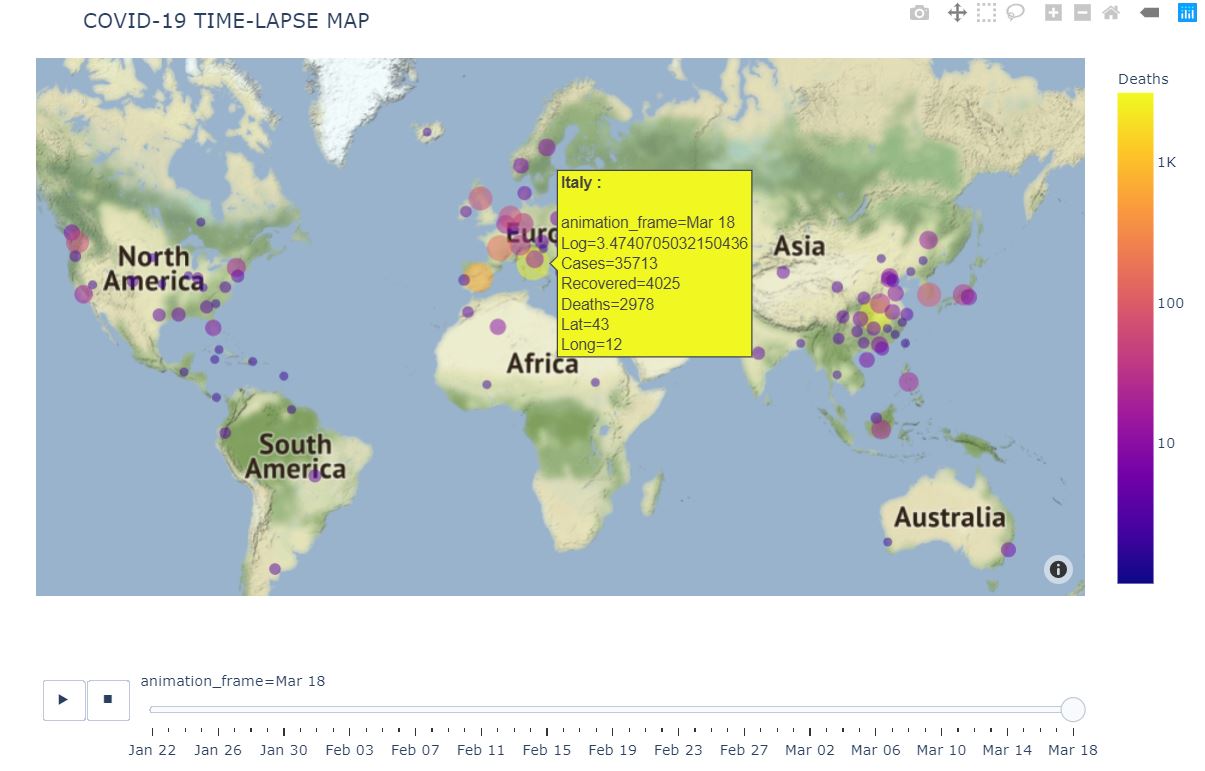 COVID-19 TIME-LAPSE MAP
Deaths
1K
100
10
North
America
Asia
Africa
South
America
Australia
Italy :
animation_frame=Mar 18
Log=3.4740705032150436
Cases=35713
Recovered=4025
Deaths=2978
Lat=43
Long=12
animation_frame=Mar 18
Jan 22 Jan 26 Jan 30 Feb 03 Feb 07 Feb 11 Feb 15 Feb 19 Feb 23 Feb 27 Mar 02 Mar 06 Mar 10 Mar 14 Mar 18